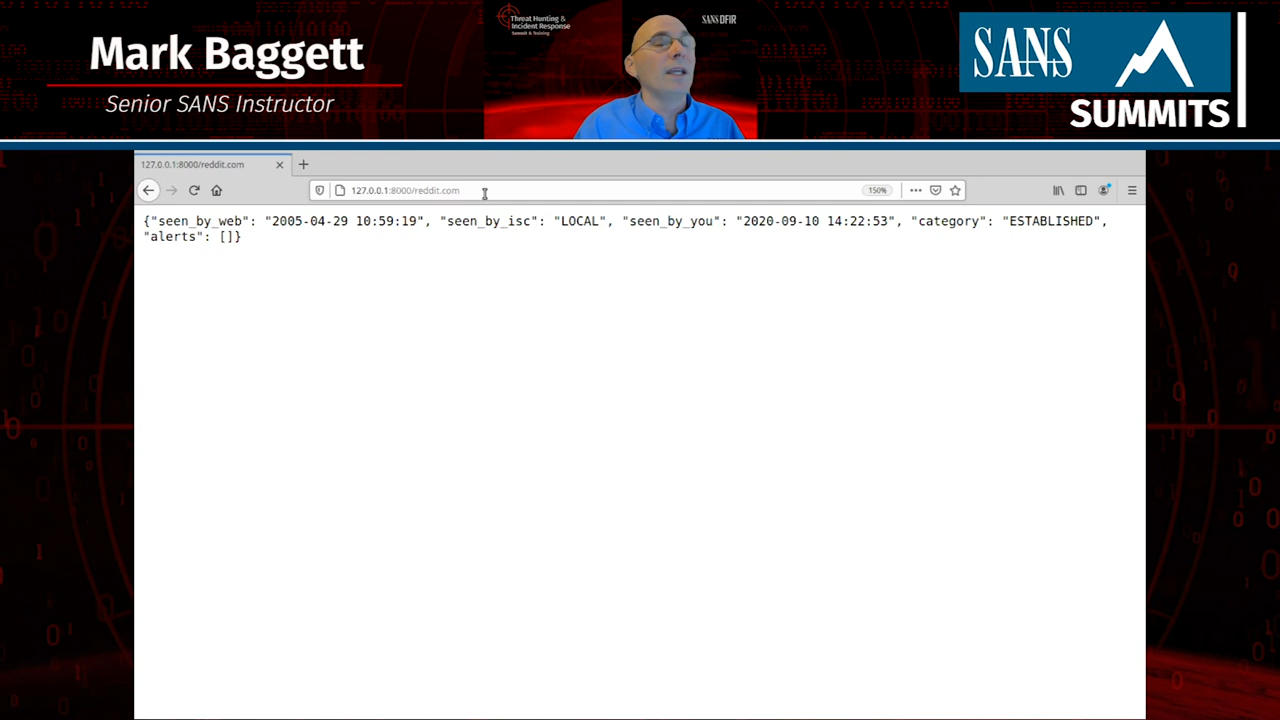 Mark Baggett
Senior SANS Instructor
Threat Hunting &
Incident Response
Summit & Training
SANS DFIR
SANS
SUMMITS
127.0.0.1:8000/reddit.com
127.0.0.1:8000/reddit.com
150%
{"seen_by_web": "2005-04-29 10:59:19", "seen_by_isc": "LOCAL", "seen_by_you": "2020-09-10 14:22:53", "category": "ESTABLISHED",
"alerts": []}